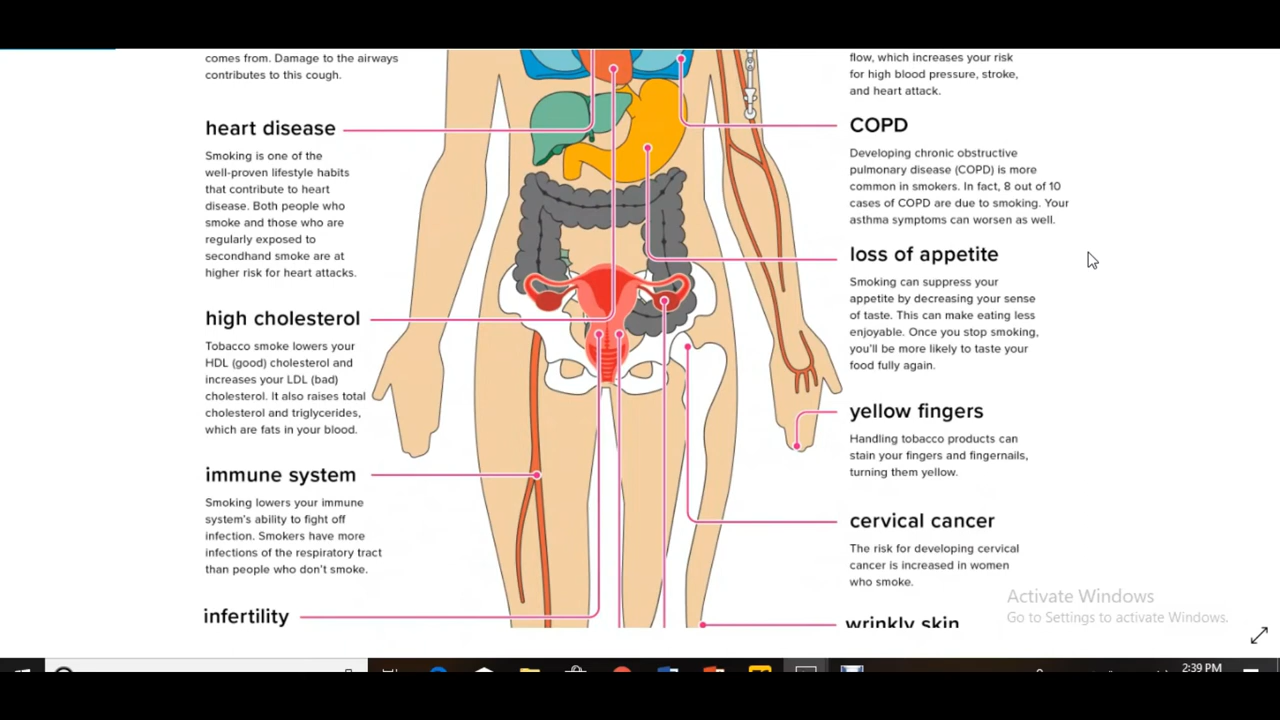 comes from. Damage to the airways
contributes to this cough.
heart disease
Smoking is one of the
well-proven lifestyle habits
that contribute to heart
disease. Both people who
smoke and those who are
regularly exposed to
secondhand smoke are at
higher risk for heart attacks.
high cholesterol
Tobacco smoke lowers your
HDL (good) cholesterol and
increases your LDL (bad)
cholesterol. It also raises total
cholesterol and triglycerides,
which are fats in your blood.
immune system
Smoking lowers your immune
system's ability to fight off
infection. Smokers have more
infections of the respiratory tract
than people who don't smoke.
infertility
flow, which increases your risk
for high blood pressure, stroke,
and heart attack.
COPD
Developing chronic obstructive
pulmonary disease (COPD) is more
common in smokers. In fact, 8 out of 10
cases of COPD are due to smoking. Your
asthma symptoms can worsen as well.
loss of appetite
Smoking can suppress your
appetite by decreasing your sense
of taste. This can make eating less
enjoyable. Once you stop smoking,
you'll be more likely to taste your
food fully again.
yellow fingers
Handling tobacco products can
stain your fingers and fingernails,
turning them yellow.
cervical cancer
The risk for developing cervical
cancer is increased in women
who smoke.
wrinkly skin
Activate Windows
Go to Settings to activate Windows.
2:39 PM